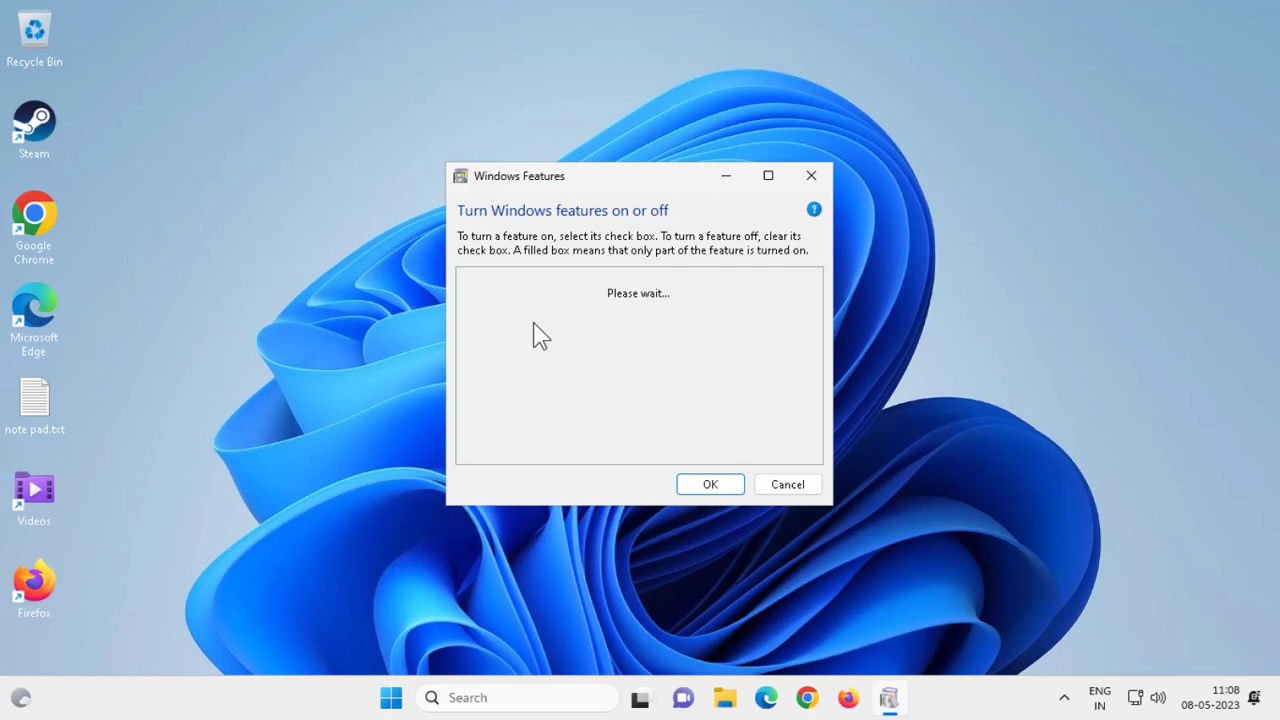 Recycle Bin
Steam
Google
Chrome
Microsoft
Edge
note pad.txt
Videos
Firefox
Windows Features
Turn Windows features on or off
?
To turn a feature on, select its check box. To turn a feature off, clear its
check box. A filled box means that only part of the feature is turned on.
Please wait...
OK
Cancel
Search
ENG
IN
11:08
08-05-2023